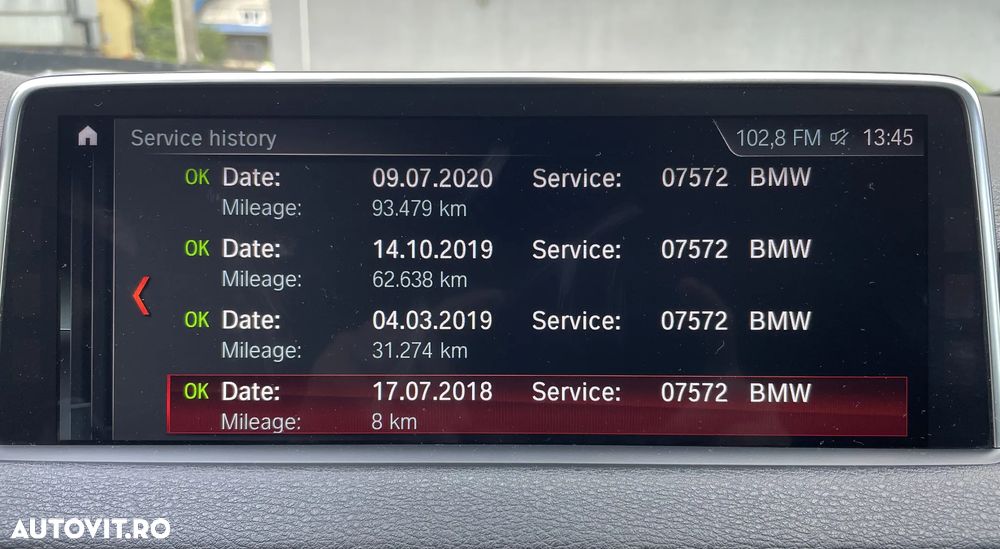 Service history 102,8 FM 13:45
OK Date: 09.07.2020 Service: 07572 BMW
Mileage: 93.479 km
OK Date: 14.10.2019 Service: 07572 BMW
Mileage: 62.638 km
OK Date: 04.03.2019 Service: 07572 BMW
Mileage: 31.274 km
OK Date: 17.07.2018 Service: 07572 BMW
Mileage: 8 km
AUTOVIT.RO